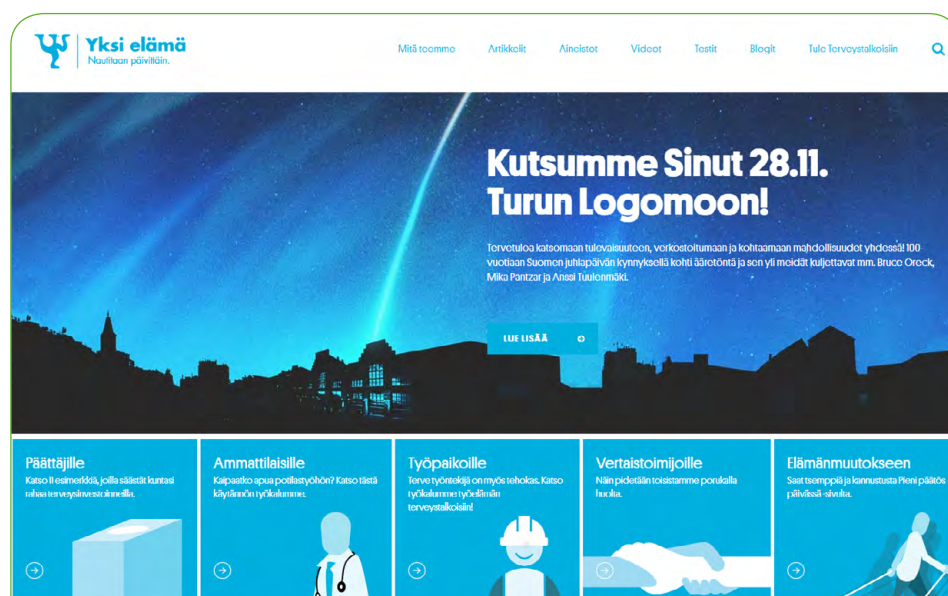 Yksi elämä
Nautitaan päivittäin.
Mitä teemme Artikkelit Aineistot Videot Testit Blogit Tule Terveystalkoisiin
Kutsumme Sinut 28.11.
Turun Logomoon!
Tervetuloa katsomaan tulevaisuuteen, verkostoitumaan ja kohtaamaan mahdollisuudet yhdessä! 100
vuotiaan Suomen juhlapäivän kynnyksellä kohti ääretöntä ja sen yli meidät kuljettavat mm. Bruce Oreck,
Mika Pantzar ja Anssi Tuulenmäki.
LUE LISÄÄ
Päättäjille
Katso 11 esimerkkiä, joilla säästät kuntasi
rahaa terveysinvestoinneilla.
Ammattilaisille
Kaipaatko apua potilastyöhön? Katso tästä
käytännön työkalumme.
Työpaikoille
Terve työntekijä on myös tehokas. Katso
työkalumme työelämän
terveystalkoisiin!
Vertaistoimijoille
Näin pidetään toisistamme porukalla
huolta.
Elämänmuutokseen
Saat tsemppiä ja kannustusta Pieni päätös
päivässä -sivulta.